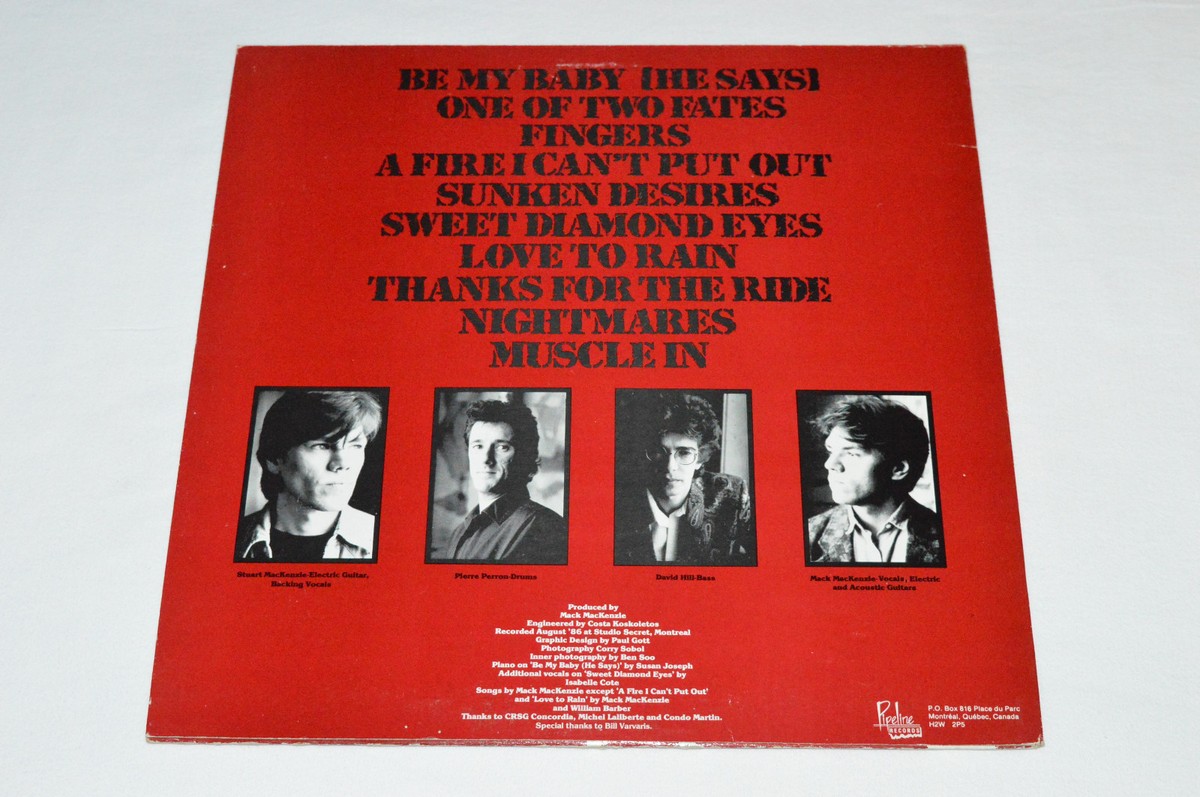 BE MY BABY (HE SAYS)
ONE OF TWO FATES
FINGERS
A FIRE I CAN'T PUT OUT
SUNKEN DESIRES
SWEET DIAMOND EYES
LOVE TO RAIN
THANKS FOR THE RIDE
NIGHTMARES
MUSCLE IN
Stuart MacKenzie-Electric Guitar,
Backing Vocals
Pierre Perron-Drums
David Hill-Bass
Mack MacKenzie-Vocals, Electric
and Acoustic Guitars
Produced by
Mack MacKenzie
Engineered by Costa Koskoletos
Recorded August '86 at Studio Secret, Montreal
Graphic Design by Paul Gott
Photography Corry Sobol
Inner photography by Ben Soo
Piano on 'Be My Baby (He Says)' by Susan Joseph
Additional vocals on 'Sweet Diamond Eyes' by
Isabelle Cote
Songs by Mack MacKenzie except 'A Fire I Can't Put Out'
and 'Love to Rain' by Mack MacKenzie
and William Barber
Thanks to CRSG Concordia, Michel Laliberte and Condo Martin.
Special thanks to Bill Varvaris.
Pipeline
RECORDS
P.O. Box 816 Place du Parc
Montréal, Québec, Canada
H2W 2P5